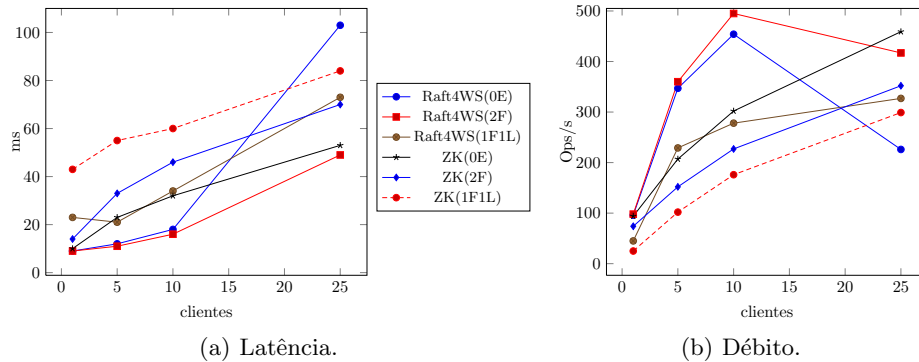 100
80
60
40
20
0
ms
0 5 10 15 20 25
clientes
(a) Latência.
Raft4WS(0E)
Raft4WS(2F)
Raft4WS(1F1L)
ZK(0E)
ZK(2F)
ZK(1F1L)
500
400
300
200
100
0
Ops/s
0 5 10 15 20 25
clientes
(b) Débito.